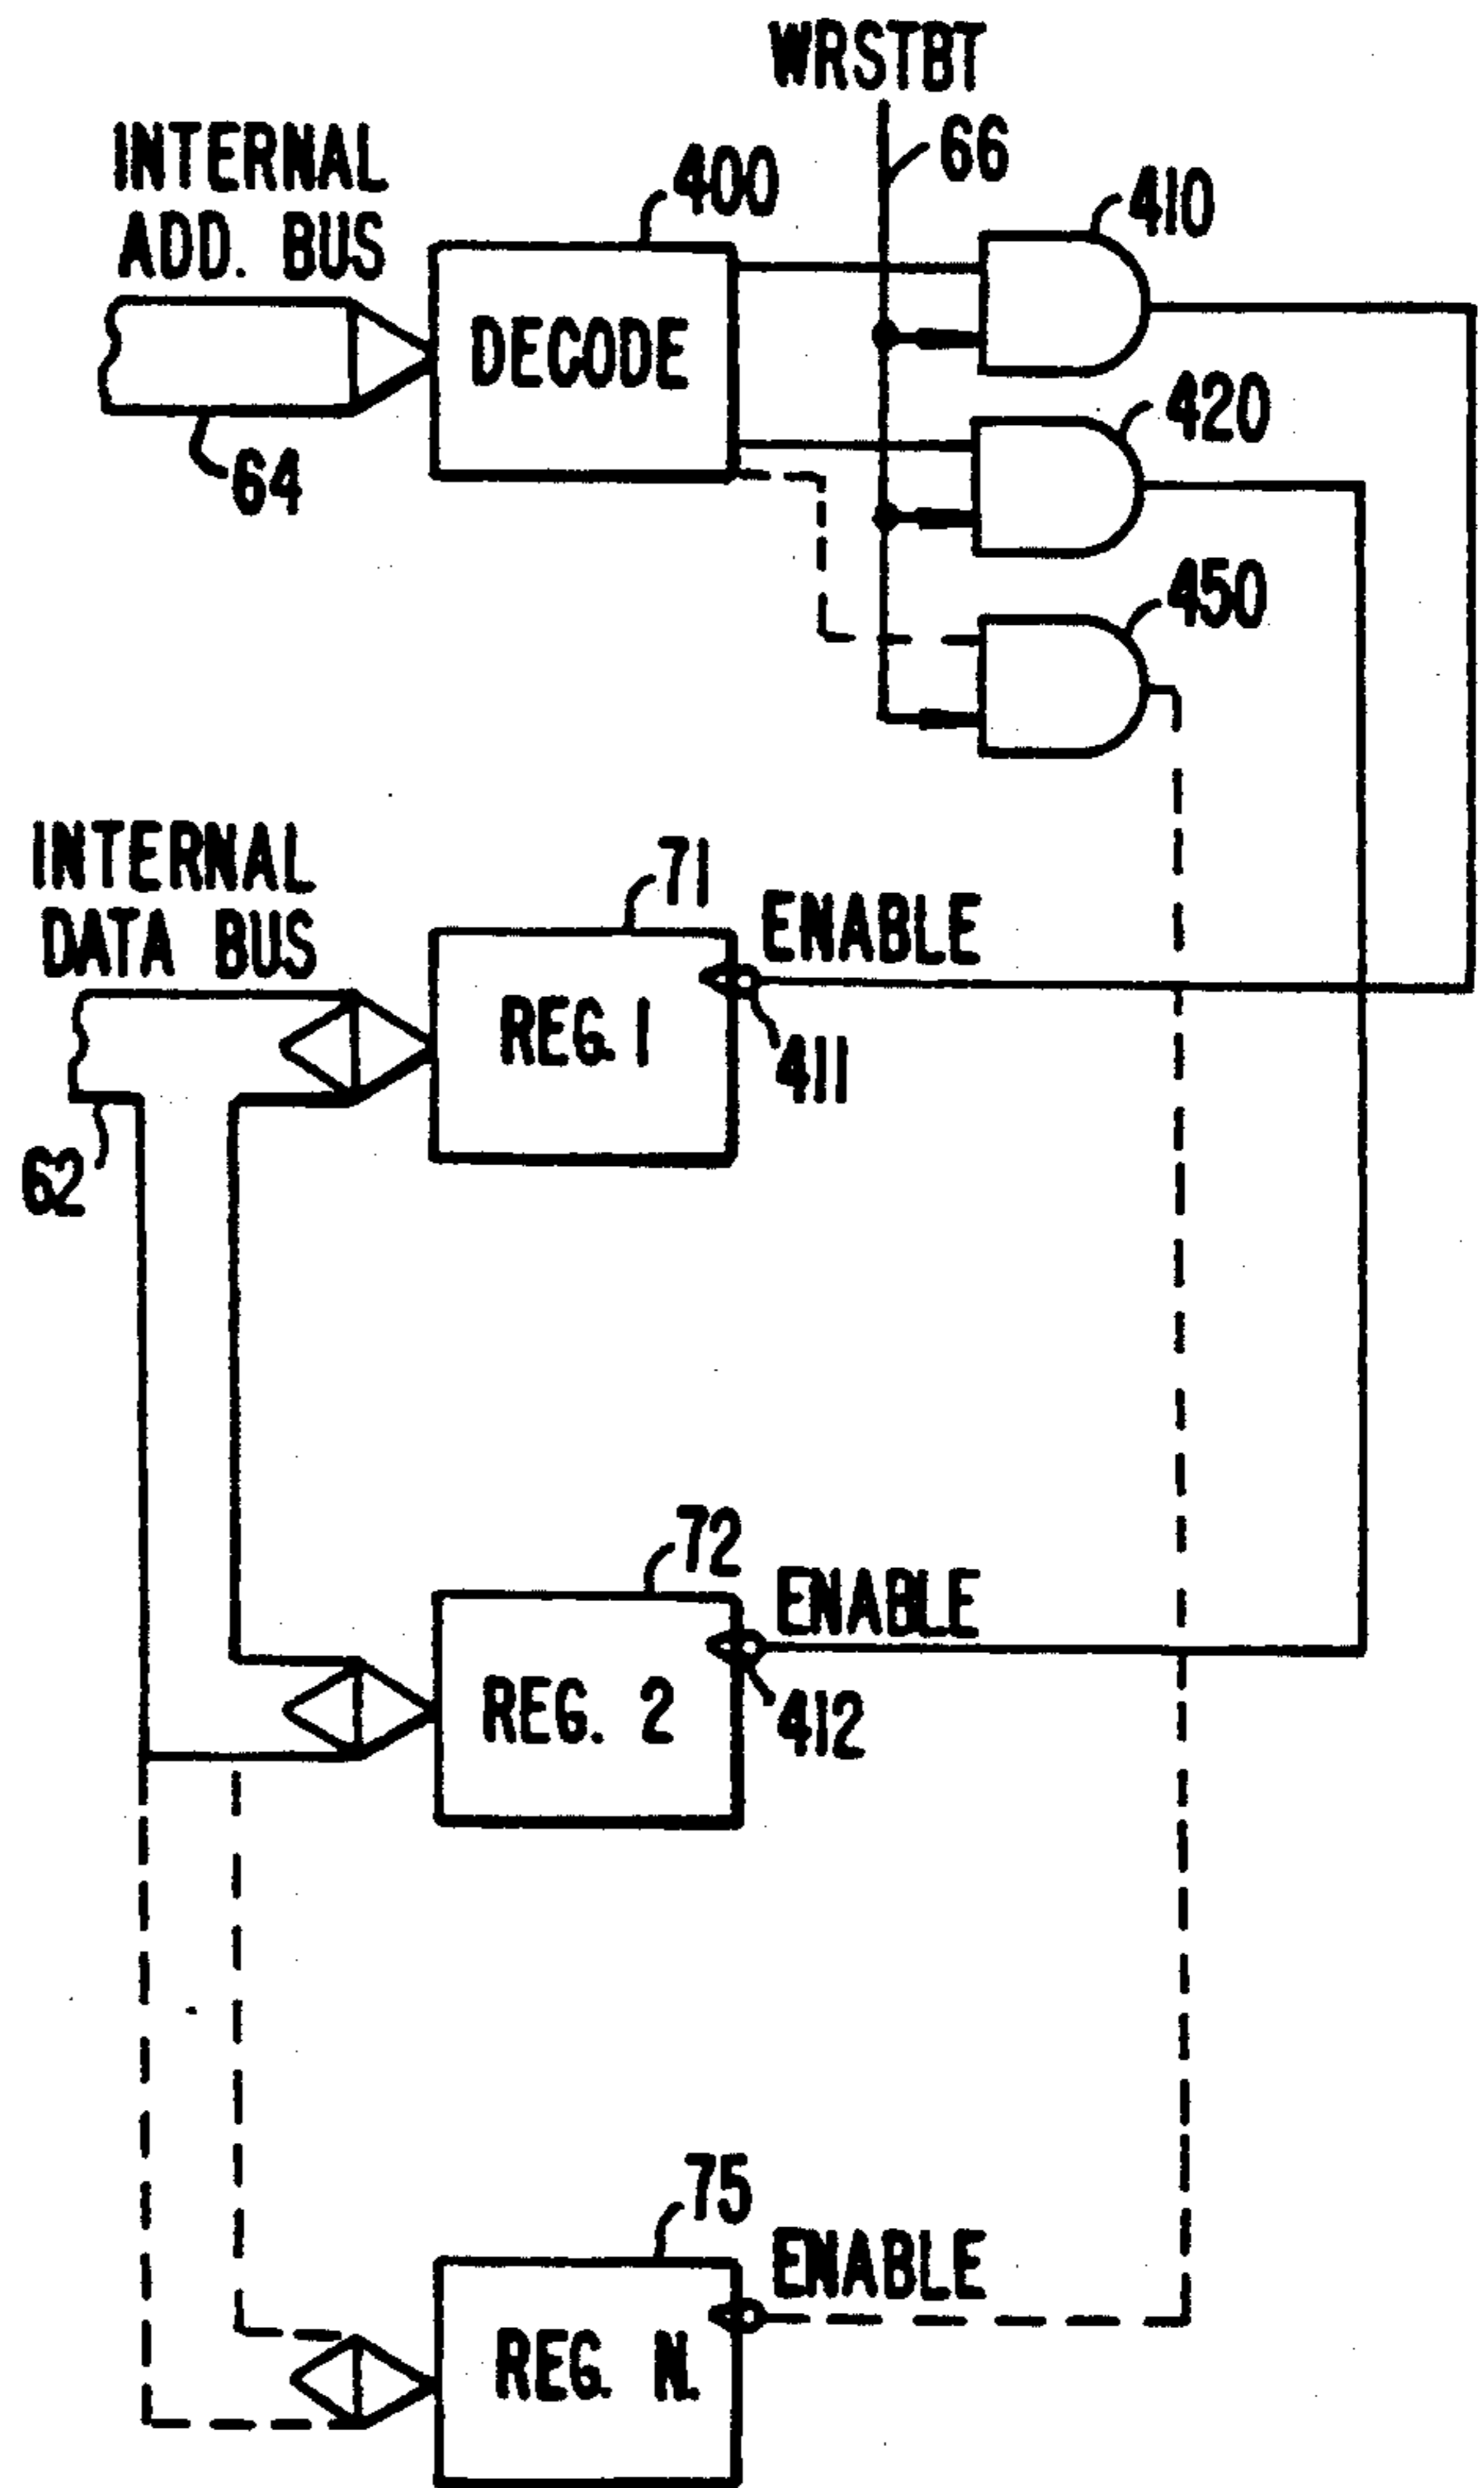 WRSTBT
66
INTERNAL
ADD. BUS
400
410
DECODE
64
420
450
INTERNAL
DATA BUS
71
ENABLE
REG. 1
411
62
72
ENABLE
REG. 2
412
75
ENABLE
REG. N.